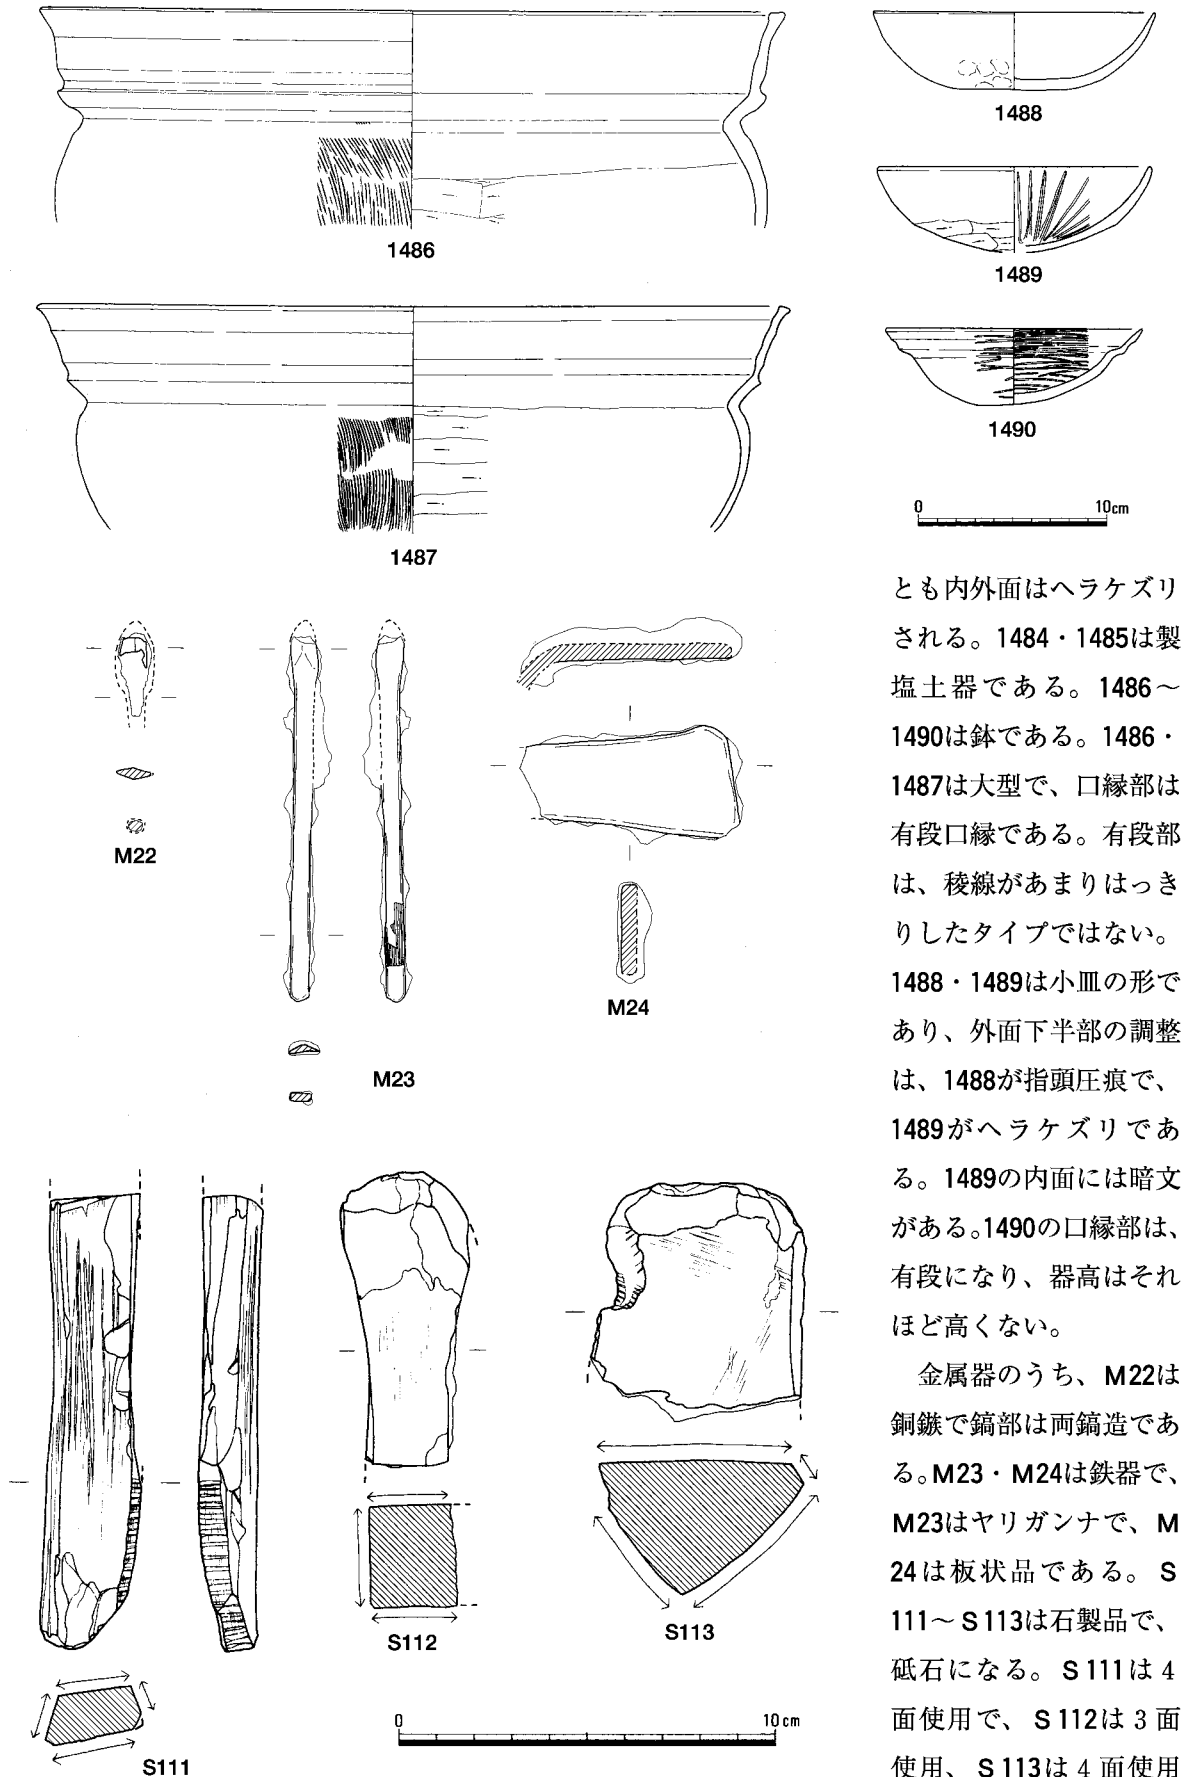 1486
1488
1489
1487
1490
0 10cm
M22
M23
M24
S111
S112
S113
0 10cm
とも内外面はヘラケズリ
される。1484・1485は製
塩土器である。1486～
1490は鉢である。1486・
1487は大型で、口縁部は
有段口縁である。有段部
は、稜線があまりはっき
りしたタイプではない。
1488・1489は小皿の形で
あり、外面下半部の調整
は、1488が指頭圧痕で、
1489がヘラケズリであ
る。1489の内面には暗文
がある。1490の口縁部は、
有段になり、器高はそれ
ほど高くない。
金属器のうち、M22は
銅鏃で鎬部は両鎬造であ
る。M23・M24は鉄器で、
M23はヤリガンナで、M
24は板状品である。S
111～S113は石製品で、
砥石になる。S111は4
面使用で、S112は3面
使用、S113は4面使用